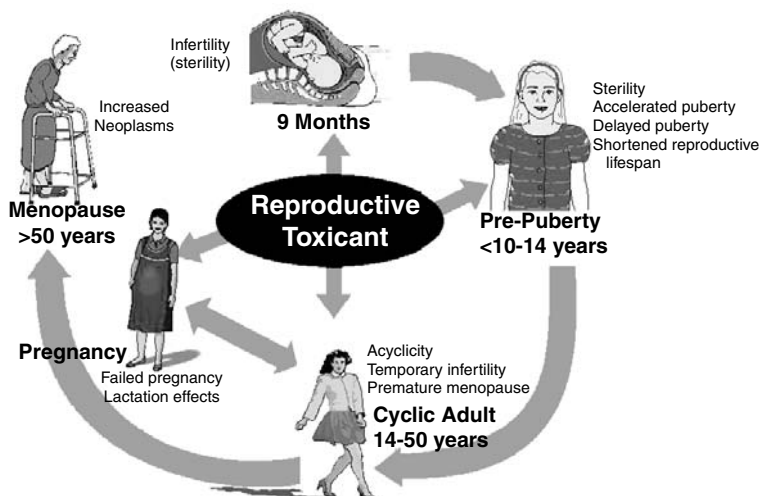 Infertility
(sterility)
9 Months
Sterility
Accelerated puberty
Delayed puberty
Shortened reproductive
lifespan
Pre-Puberty
<10-14 years
Increased
Neoplasms
Menopause
>50 years
Reproductive
Toxicant
Pregnancy
Failed pregnancy
Lactation effects
Acyclicity
Temporary infertility
Premature menopause
Cyclic Adult
14-50 years